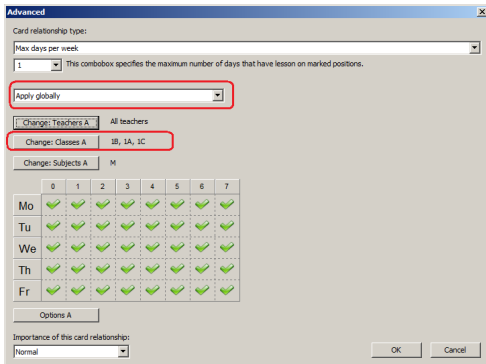 Advanced
Card relationship type:
Max days per week
1 This combobox specifies the maximum number of days that have lesson on marked positions.
Apply globally
Change: Teachers A All teachers
Change: Classes A 1B, 1A, 1C
Change: Subjects A M
0 1 2 3 4 5 6 7
Mo
Tu
We
Th
Fr
Options A
Importance of this card relationship:
Normal
OK Cancel